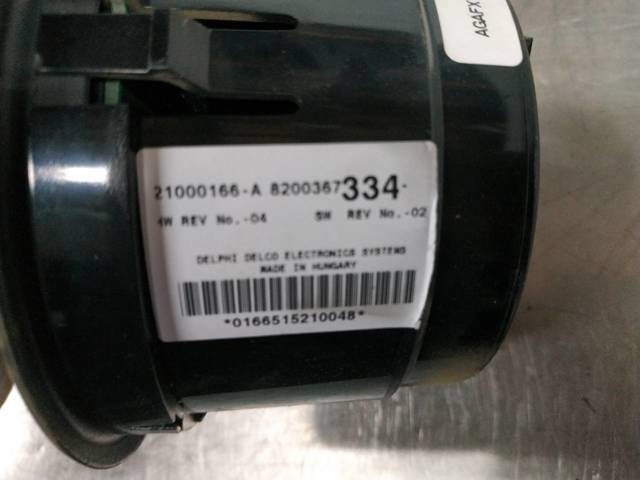 AGAFX
21000166-A 8200367334-
HW REV No.-04 SW REV No.-02
DELPHI DELCO ELECTRONICS SYSTEMS
MADE IN HUNGARY
*0166515210048*